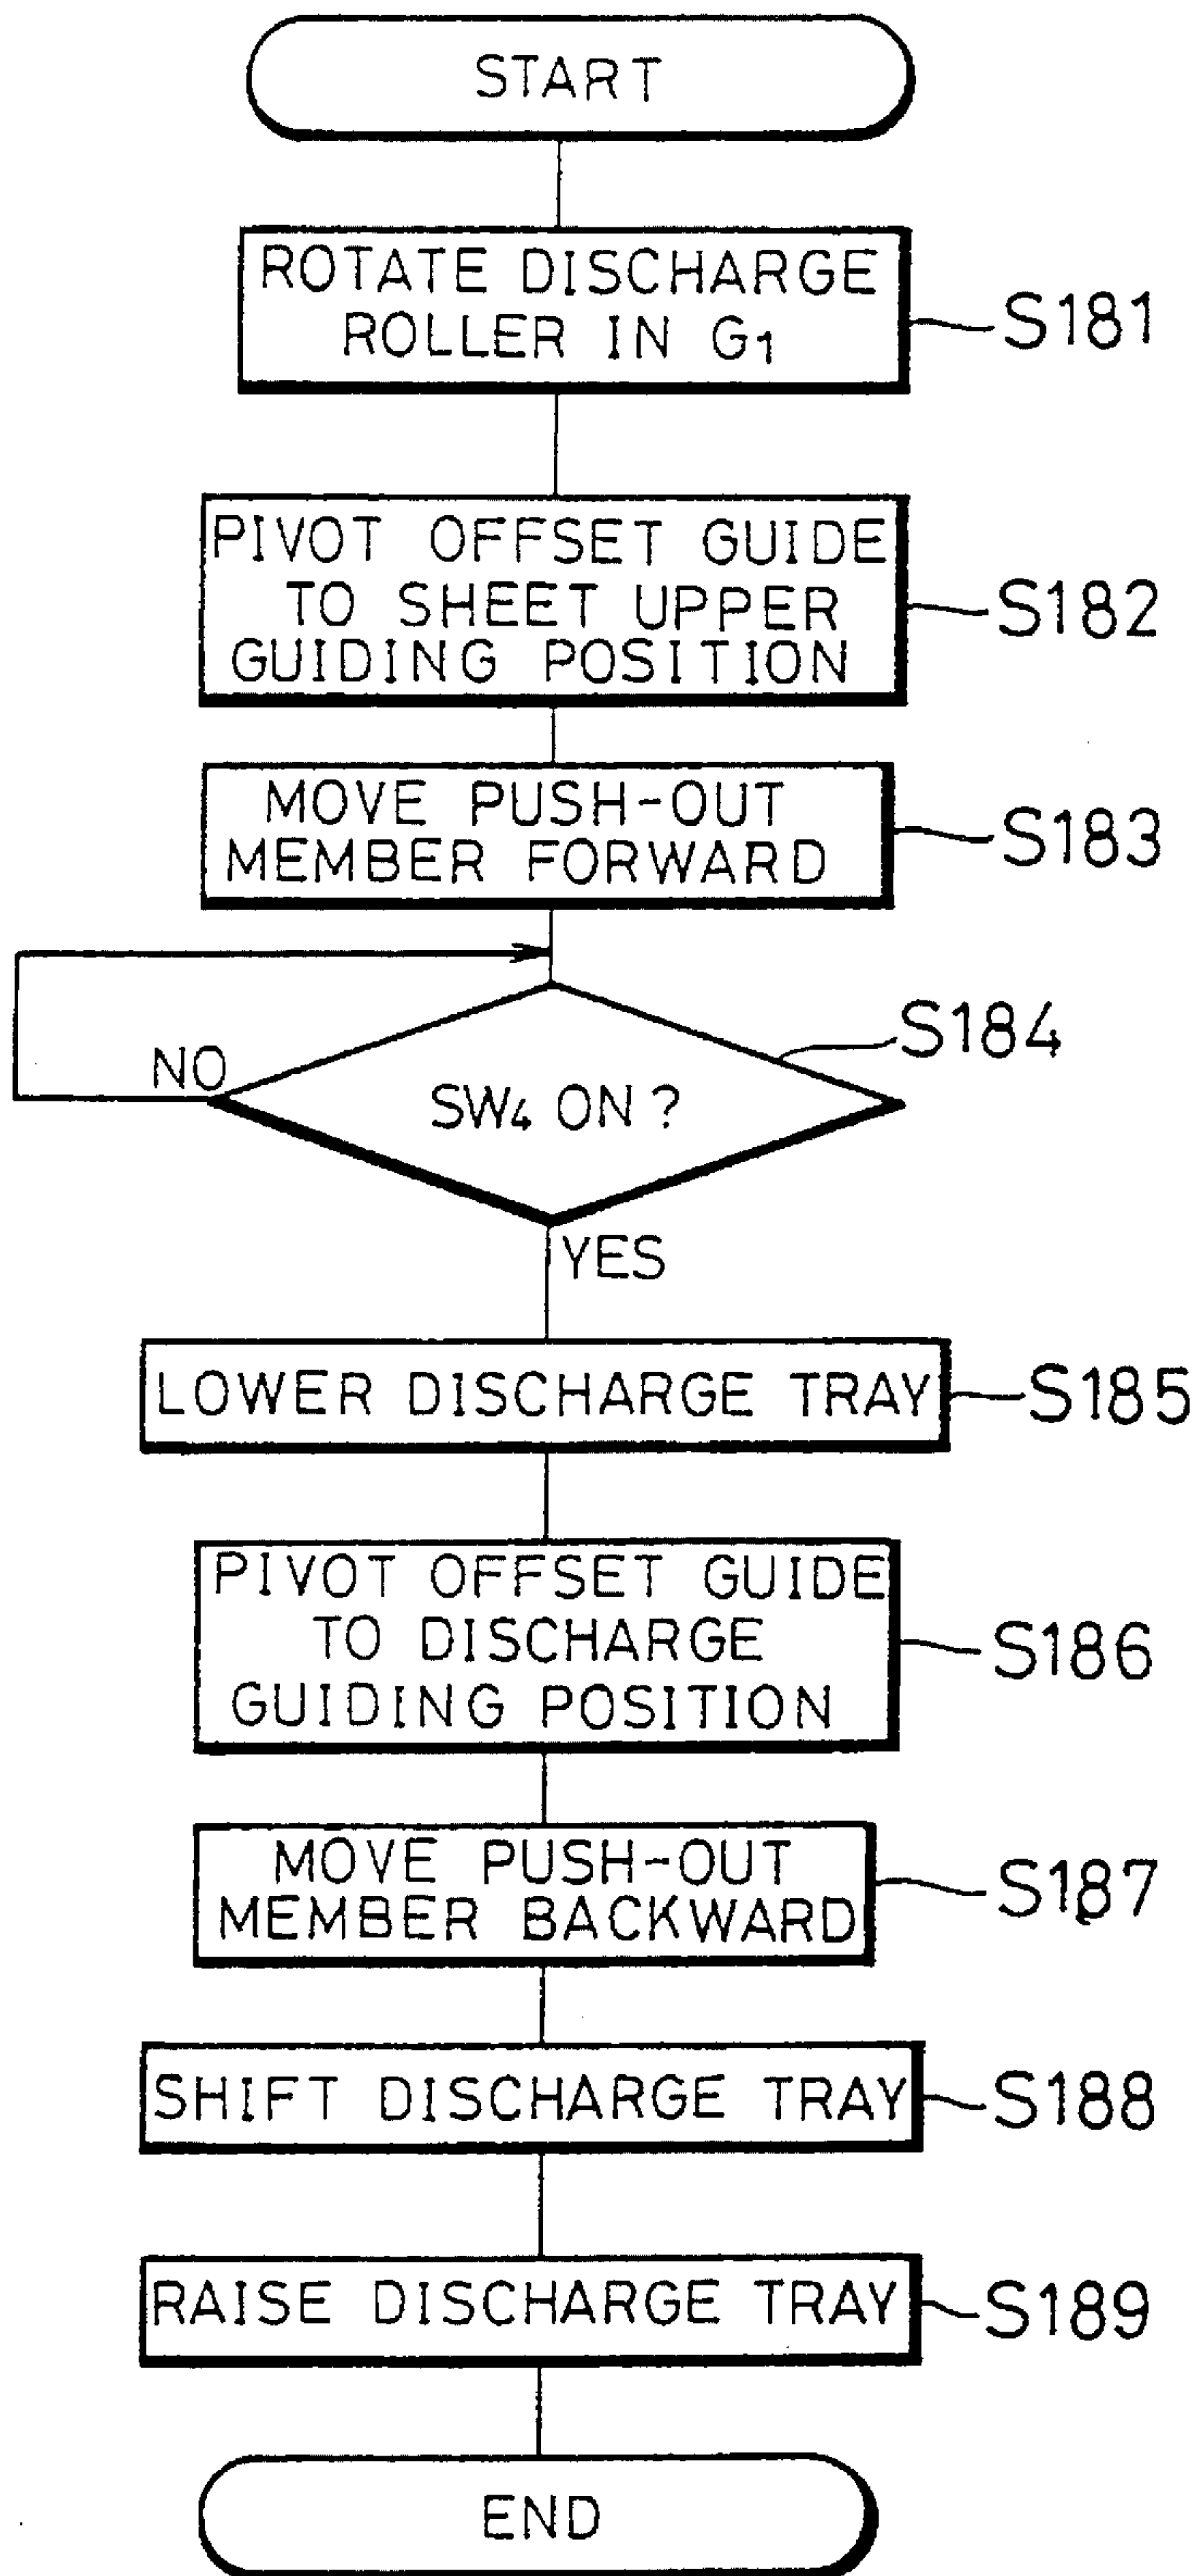 START
ROTATE DISCHARGE
ROLLER IN G1
S181
PIVOT OFFSET GUIDE
TO SHEET UPPER
GUIDING POSITION
S182
MOVE PUSH-OUT
MEMBER FORWARD
S183
S184
NO
SW4 ON ?
YES
LOWER DISCHARGE TRAY
S185
PIVOT OFFSET GUIDE
TO DISCHARGE
GUIDING POSITION
S186
MOVE PUSH-OUT
MEMBER BACKWARD
S187
SHIFT DISCHARGE TRAY
S188
RAISE DISCHARGE TRAY
S189
END